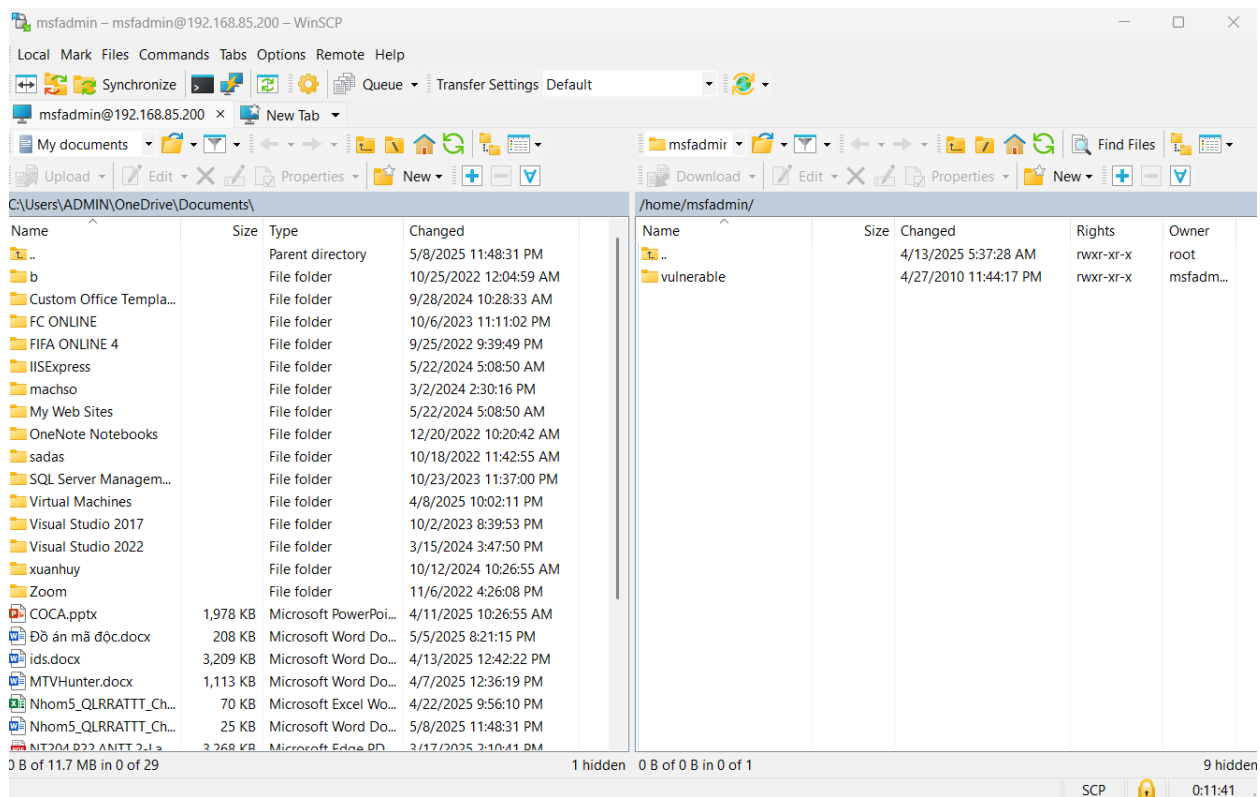 msfadmin – msfadmin@192.168.85.200 – WinSCP
Local Mark Files Commands Tabs Options Remote Help
Synchronize Queue Transfer Settings Default
msfadmin@192.168.85.200 × New Tab
My documents msfadmir Find Files
Upload Edit Properties New Download Edit Properties New
C:\Users\ADMIN\OneDrive\Documents\ /home/msfadmin/
Name Size Type Changed Name Size Changed Rights Owner
.. Parent directory 5/8/2025 11:48:31 PM .. 4/13/2025 5:37:28 AM rwxr-xr-x root
b File folder 10/25/2022 12:04:59 AM vulnerable 4/27/2010 11:44:17 PM rwxr-xr-x msfadm...
Custom Office Templa... File folder 9/28/2024 10:28:33 AM
FC ONLINE File folder 10/6/2023 11:11:02 PM
FIFA ONLINE 4 File folder 9/25/2022 9:39:49 PM
IISExpress File folder 5/22/2024 5:08:50 AM
machso File folder 3/2/2024 2:30:16 PM
My Web Sites File folder 5/22/2024 5:08:50 AM
OneNote Notebooks File folder 12/20/2022 10:20:42 AM
sadas File folder 10/18/2022 11:42:55 AM
SQL Server Managem... File folder 10/23/2023 11:37:00 PM
Virtual Machines File folder 4/8/2025 10:02:11 PM
Visual Studio 2017 File folder 10/2/2023 8:39:53 PM
Visual Studio 2022 File folder 3/15/2024 3:47:50 PM
xuanhuy File folder 10/12/2024 10:26:55 AM
Zoom File folder 11/6/2022 4:26:08 PM
COCA.pptx 1,978 KB Microsoft PowerPoi... 4/11/2025 10:26:55 AM
Đồ án mã độc.docx 208 KB Microsoft Word Do... 5/5/2025 8:21:15 PM
ids.docx 3,209 KB Microsoft Word Do... 4/13/2025 12:42:22 PM
MTVHunter.docx 1,113 KB Microsoft Word Do... 4/7/2025 12:36:19 PM
Nhom5_QLRRATTT_Ch... 70 KB Microsoft Excel Wo... 4/22/2025 9:56:10 PM
Nhom5_QLRRATTT_Ch... 25 KB Microsoft Word Do... 5/8/2025 11:48:31 PM
NT204.P22.ANTT.2-La 3,268 KB Microsoft Edge PD 3/17/2025 2:10:41 PM
0 B of 11.7 MB in 0 of 29 1 hidden 0 B of 0 B in 0 of 1 9 hidden
SCP 0:11:41